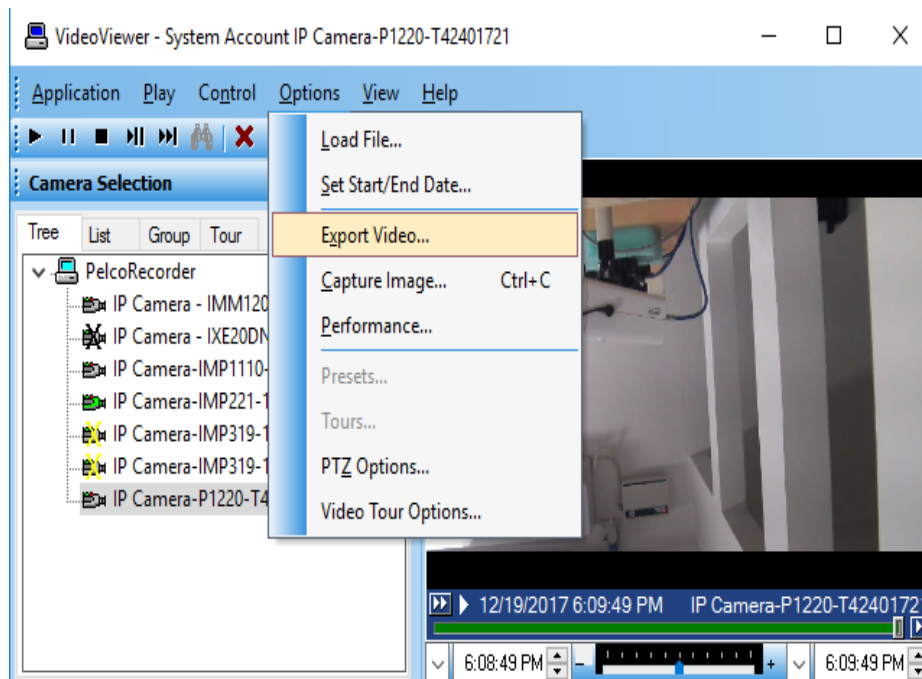 VideoViewer - System Account IP Camera-P1220-T42401721
Application Play Control Options View Help
Load File...
Set Start/End Date...
Export Video...
Capture Image... Ctrl+C
Performance...
Presets...
Tours...
PTZ Options...
Video Tour Options...
Camera Selection
Tree List Group Tour
PelcoRecorder
IP Camera - IMM120
IP Camera - IXE20DN
IP Camera-IMP1110-
IP Camera-IMP221-1
IP Camera-IMP319-1
IP Camera-IMP319-1
IP Camera-P1220-T4
12/19/2017 6:09:49 PM IP Camera-P1220-T4240172
6:08:49 PM - + 6:09:49 PM